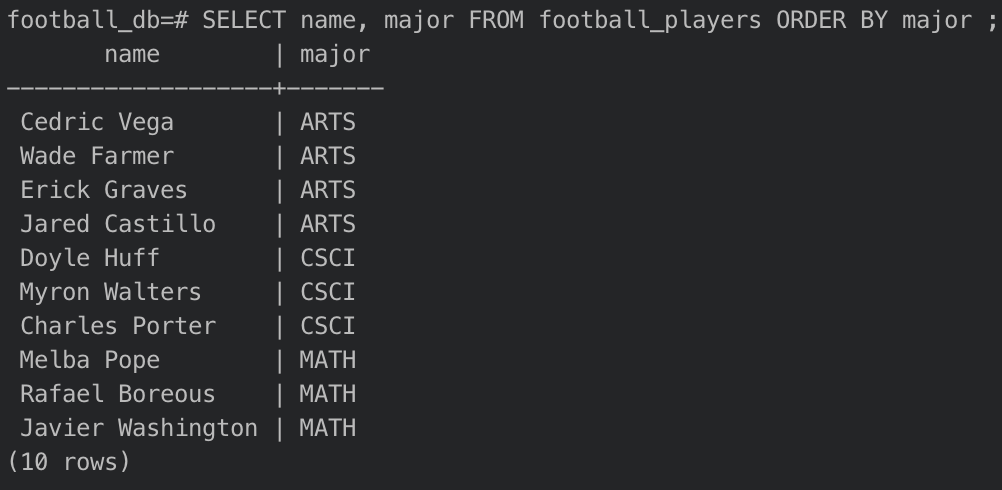 football_db=# SELECT name, major FROM football_players ORDER BY major ;
       name        | major
-------------------+-------
 Cedric Vega       | ARTS
 Wade Farmer       | ARTS
 Erick Graves      | ARTS
 Jared Castillo    | ARTS
 Doyle Huff        | CSCI
 Myron Walters     | CSCI
 Charles Porter    | CSCI
 Melba Pope        | MATH
 Rafael Boreous    | MATH
 Javier Washington | MATH
(10 rows)